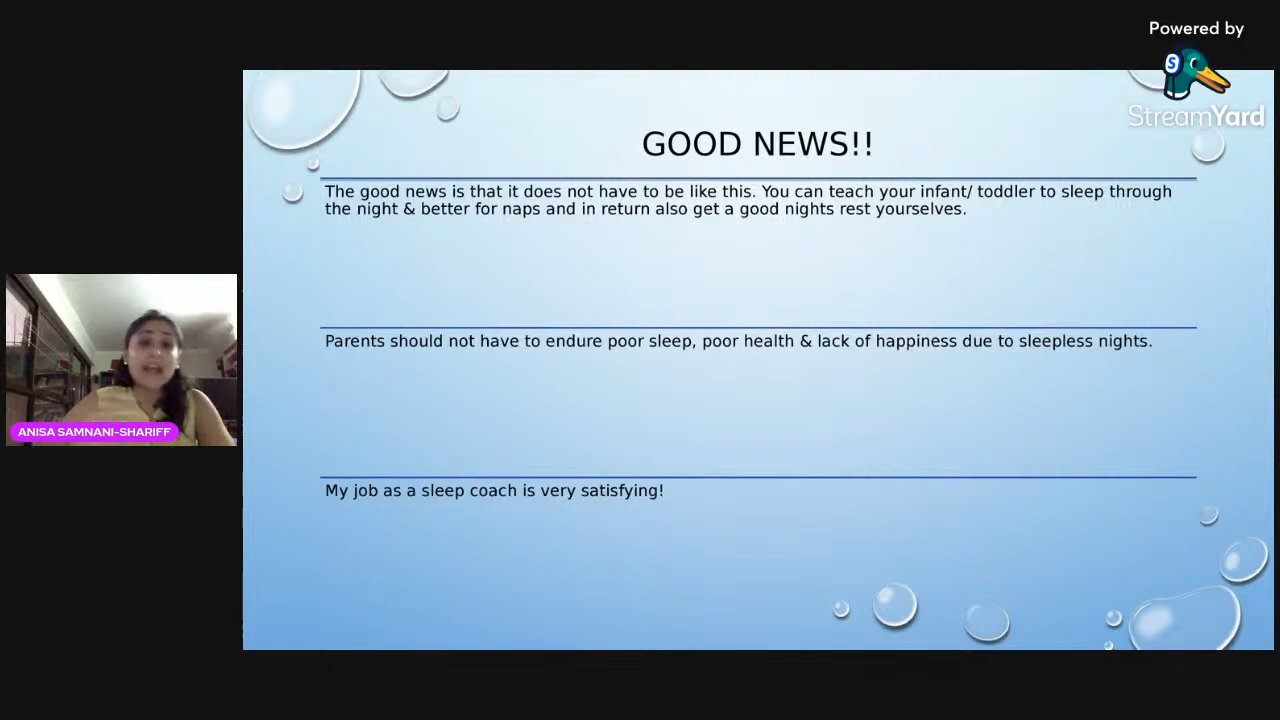 Powered by
StreamYard
GOOD NEWS!!
The good news is that it does not have to be like this. You can teach your infant/ toddler to sleep through
the night & better for naps and in return also get a good nights rest yourselves.
Parents should not have to endure poor sleep, poor health & lack of happiness due to sleepless nights.
My job as a sleep coach is very satisfying!
ANISA SAMNANI-SHARIFF